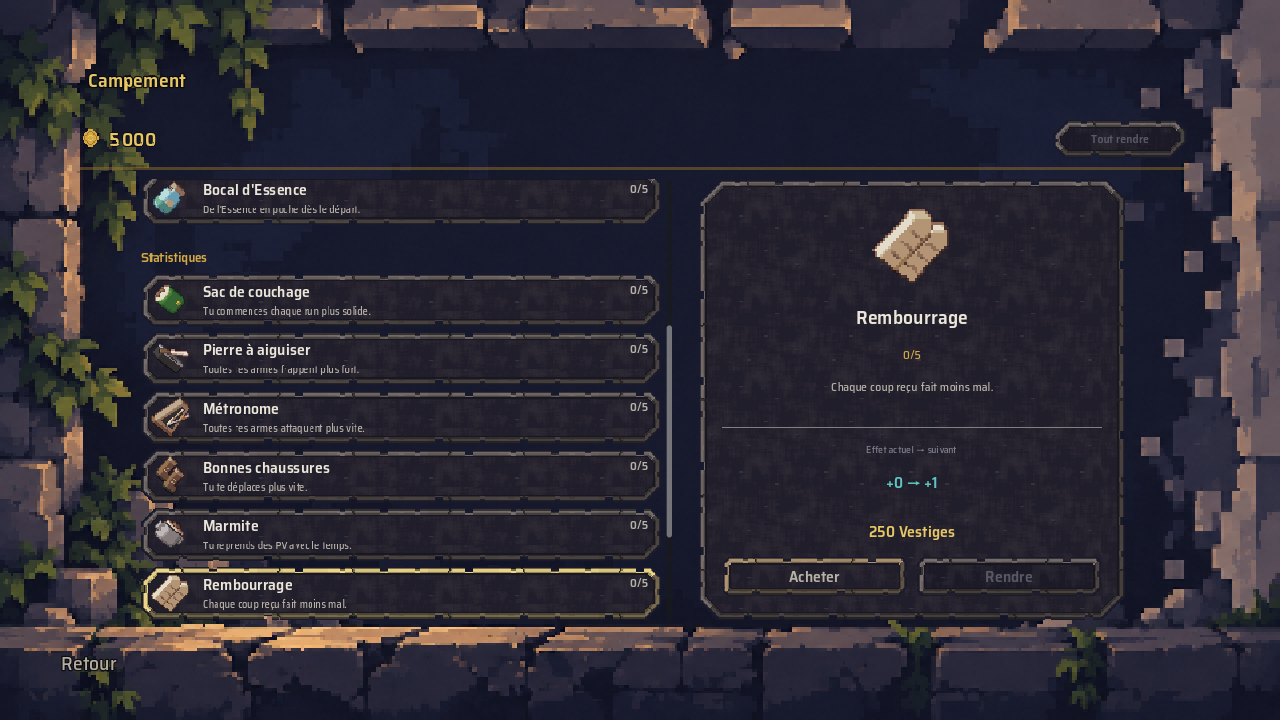 Campement
5 000
Tout rendre
Bocal d'Essence
0/5
De l'Essence en poche dès le départ.
Statistiques
Sac de couchage
0/5
Tu commences chaque run plus solide.
Pierre à aiguiser
0/5
Toutes tes armes frappent plus fort.
Métronome
0/5
Toutes tes armes attaquent plus vite.
Bonnes chaussures
0/5
Tu te déplaces plus vite.
Marmite
0/5
Tu reprends des PV avec le temps.
Rembourrage
0/5
Chaque coup reçu fait moins mal.
Rembourrage
0/5
Chaque coup reçu fait moins mal.
Effet actuel → suivant
+0 → +1
250 Vestiges
Acheter
Rendre
Retour